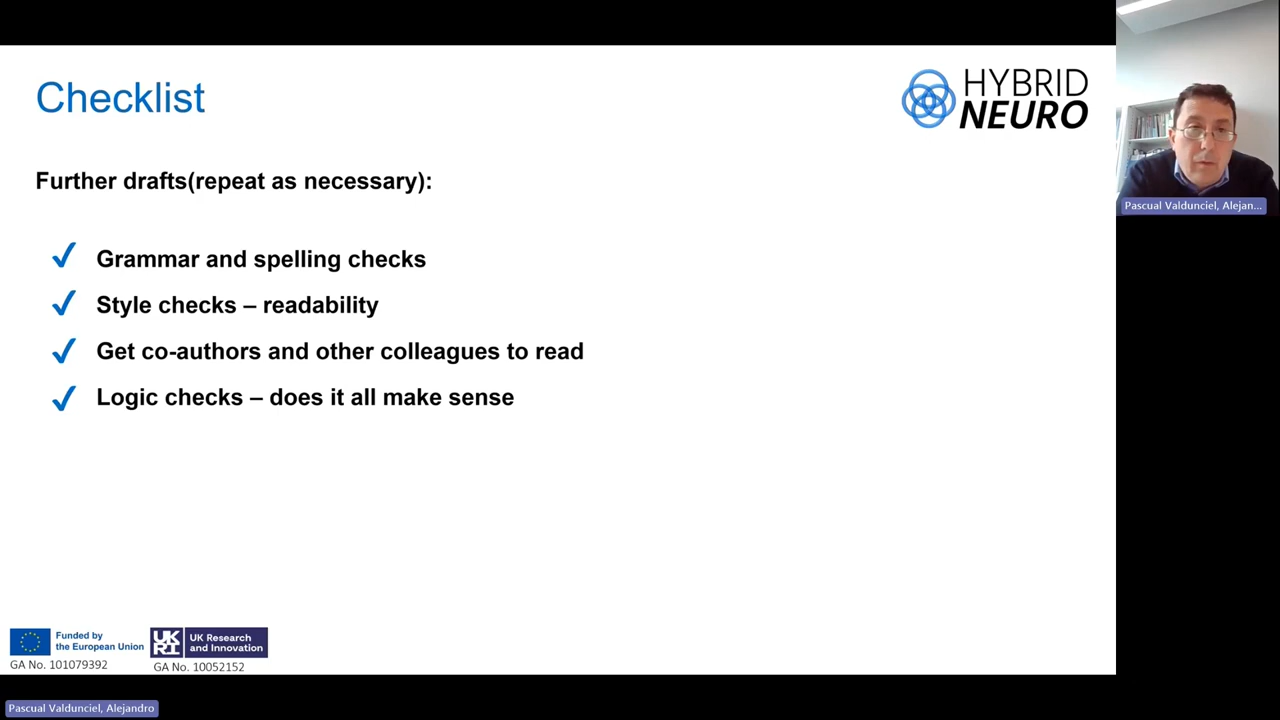 Checklist
HYBRID
NEURO
Further drafts(repeat as necessary):
Grammar and spelling checks
Style checks – readability
Get co-authors and other colleagues to read
Logic checks – does it all make sense
Pascual Valdunciel, Alejan...
Funded by
the European Union
GA No. 101079392
UKRI
UK Research
and Innovation
GA No. 10052152
Pascual Valdunciel, Alejandro